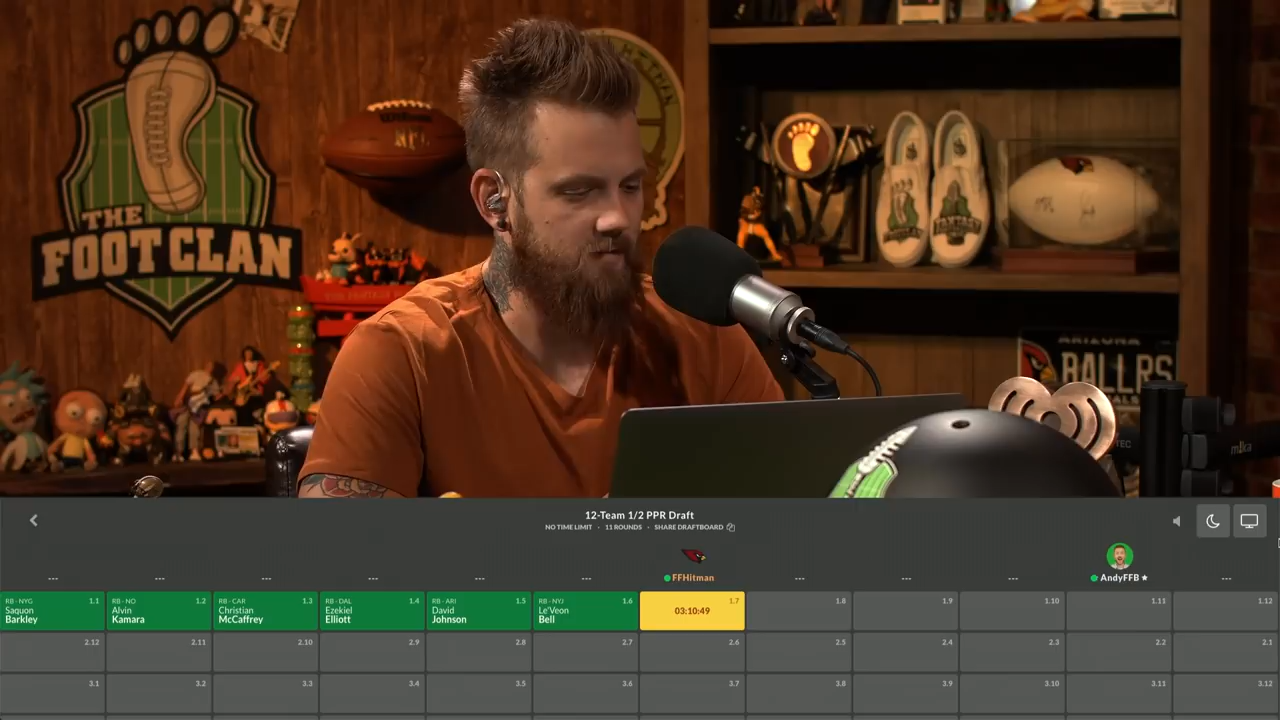 THE
FOOT CLAN
Wilson
NFL
ARIZONA
BALLRS
TEC
mika
12-Team 1/2 PPR Draft
NO TIME LIMIT · 11 ROUNDS · SHARE DRAFTBOARD
--- --- --- --- --- --- FFHitman --- --- --- AndyFFB ★ ---
RB - NYG 1.1 RB - NO 1.2 RB - CAR 1.3 RB - DAL 1.4 RB - ARI 1.5 RB - NYJ 1.6 1.7 1.8 1.9 1.10 1.11 1.12
Saquon Alvin Christian Ezekiel David Le'Veon 03:10:49
Barkley Kamara McCaffrey Elliott Johnson Bell
2.12 2.11 2.10 2.9 2.8 2.7 2.6 2.5 2.4 2.3 2.2 2.1
3.1 3.2 3.3 3.4 3.5 3.6 3.7 3.8 3.9 3.10 3.11 3.12